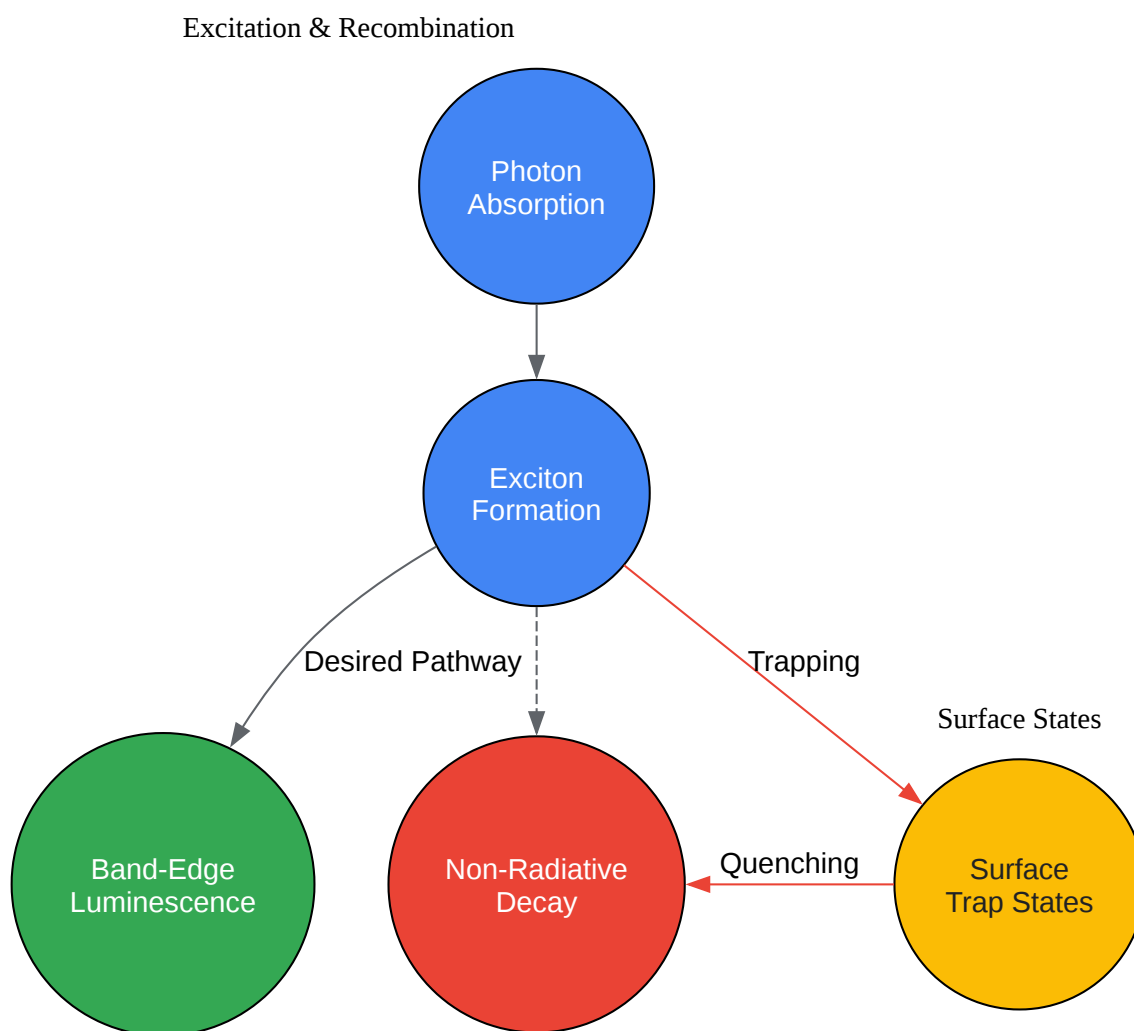 Excitation & Recombination
Photon
Absorption
Exciton
Formation
Desired Pathway
Trapping
Surface States
Band-Edge
Luminescence
Non-Radiative
Decay
Quenching
Surface
Trap States